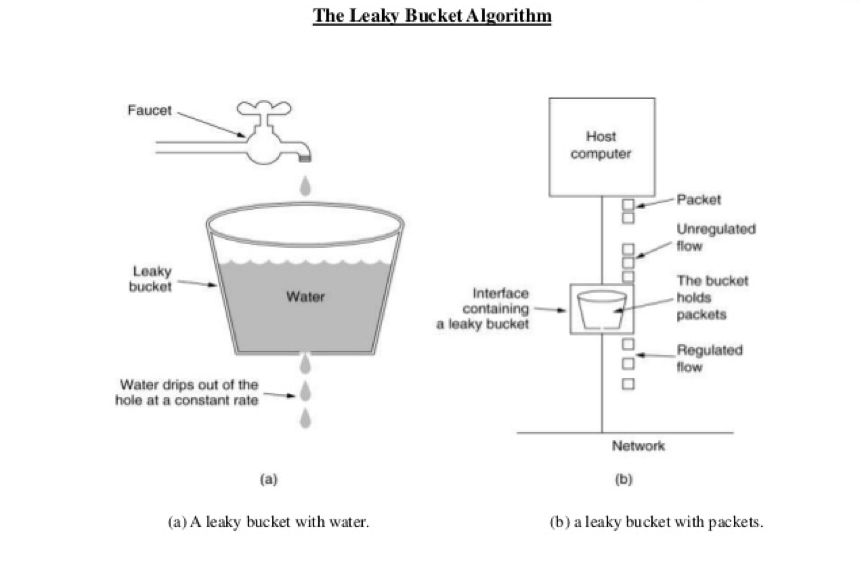 The Leaky Bucket Algorithm
Faucet
Leaky
bucket
Water
Water drips out of the
hole at a constant rate
(a)
Host
computer
Packet
Unregulated
flow
The bucket
holds
packets
Interface
containing
a leaky bucket
Regulated
flow
Network
(b)
(a) A leaky bucket with water.
(b) a leaky bucket with packets.